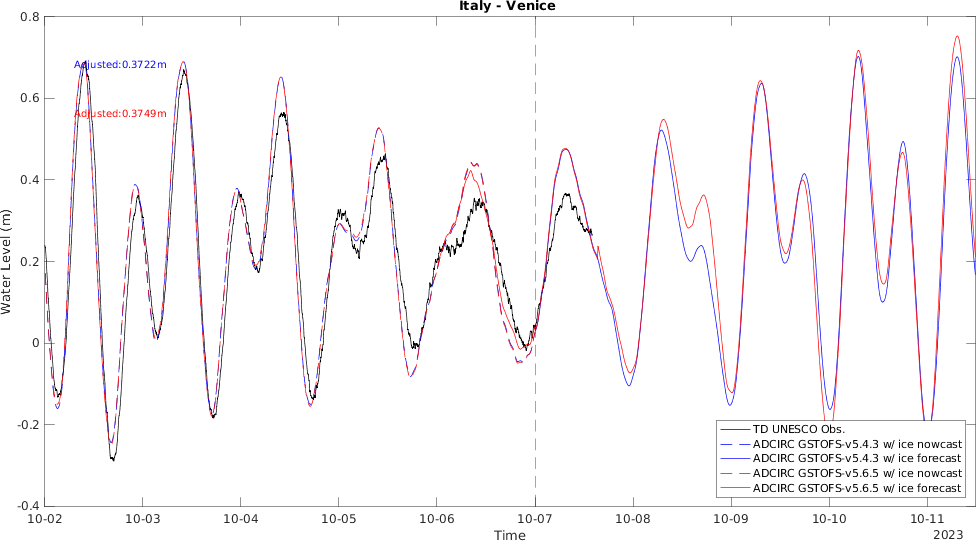 Italy - Venice
Water Level (m)
0.8
0.6
0.4
0.2
0
-0.2
-0.4
Adjusted:0.3722m
Adjusted:0.3749m
TD UNESCO Obs.
ADCIRC GSTOFS-v5.4.3 w/ ice nowcast
ADCIRC GSTOFS-v5.4.3 w/ ice forecast
ADCIRC GSTOFS-v5.6.5 w/ ice nowcast
ADCIRC GSTOFS-v5.6.5 w/ ice forecast
10-02 10-03 10-04 10-05 10-06 10-07 10-08 10-09 10-10 10-11
Time
2023